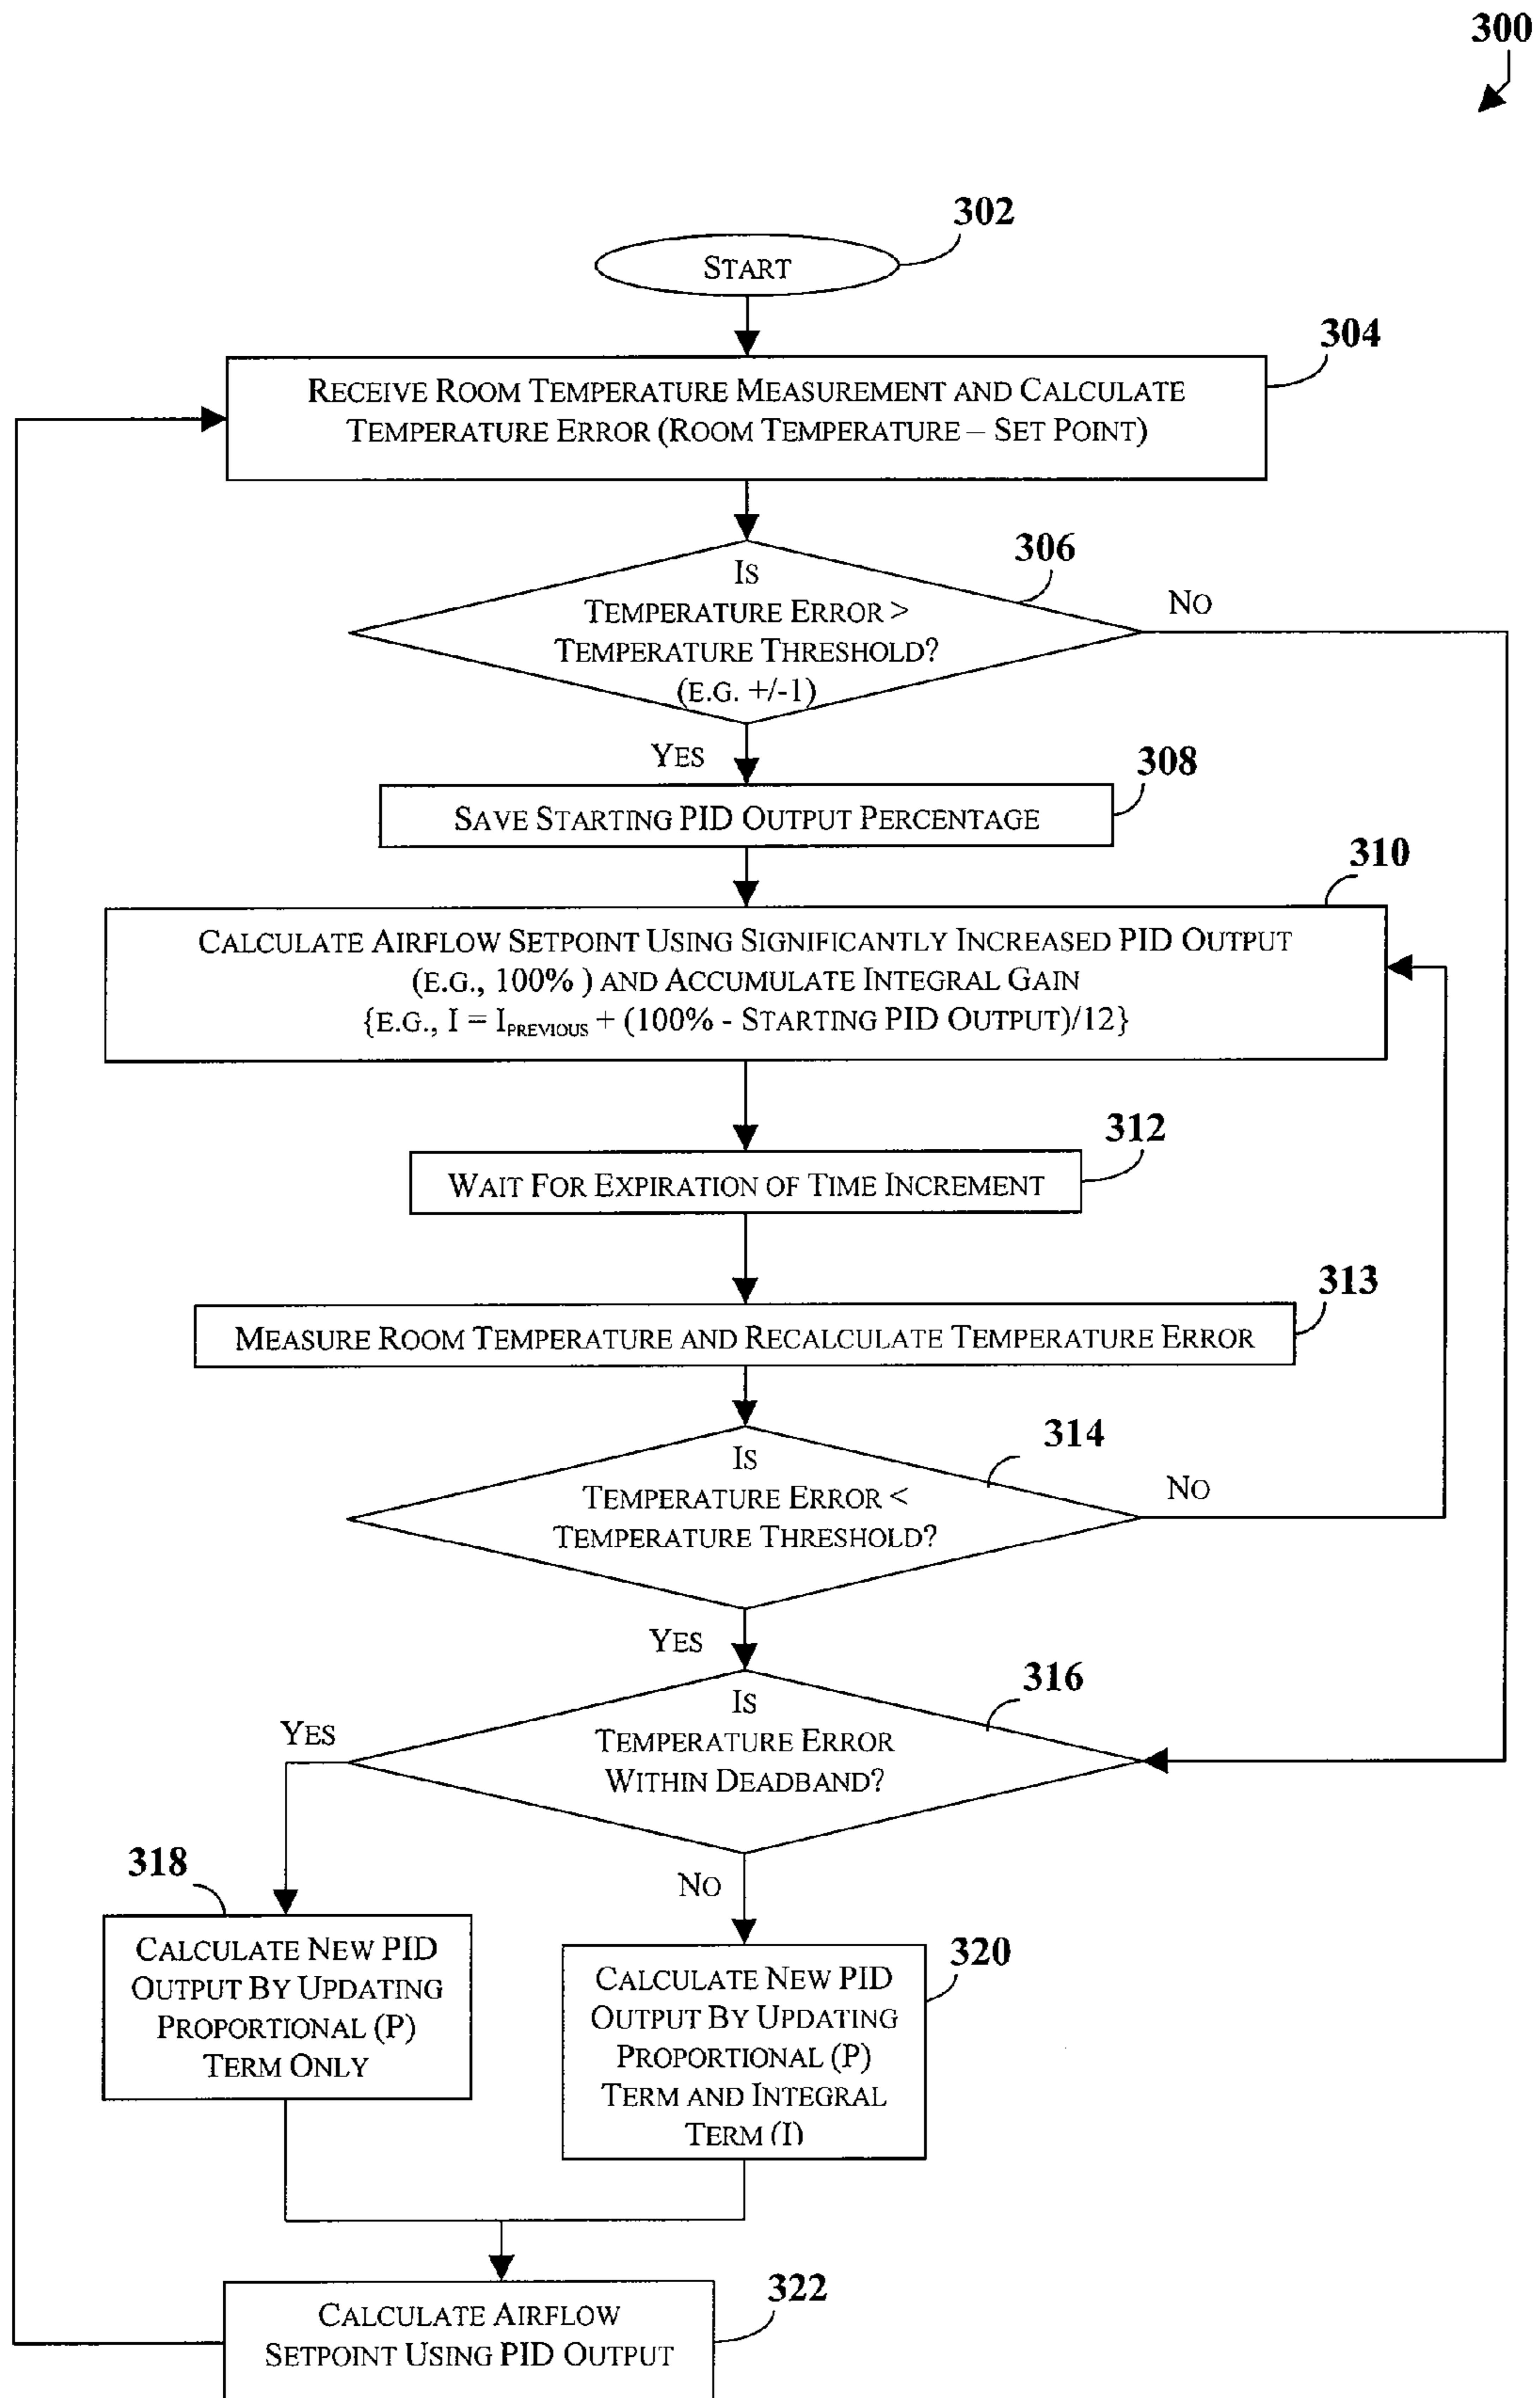 300
302
START
304
RECEIVE ROOM TEMPERATURE MEASUREMENT AND CALCULATE
TEMPERATURE ERROR (ROOM TEMPERATURE – SET POINT)
306
IS
TEMPERATURE ERROR >
TEMPERATURE THRESHOLD?
(E.G. +/-1)
NO
YES
308
SAVE STARTING PID OUTPUT PERCENTAGE
310
CALCULATE AIRFLOW SETPOINT USING SIGNIFICANTLY INCREASED PID OUTPUT
(E.G., 100% ) AND ACCUMULATE INTEGRAL GAIN
{E.G., I = I_PREVIOUS + (100% - STARTING PID OUTPUT)/12}
312
WAIT FOR EXPIRATION OF TIME INCREMENT
313
MEASURE ROOM TEMPERATURE AND RECALCULATE TEMPERATURE ERROR
314
IS
TEMPERATURE ERROR <
TEMPERATURE THRESHOLD?
NO
YES
316
IS
TEMPERATURE ERROR
WITHIN DEADBAND?
YES
NO
318
CALCULATE NEW PID
OUTPUT BY UPDATING
PROPORTIONAL (P)
TERM ONLY
320
CALCULATE NEW PID
OUTPUT BY UPDATING
PROPORTIONAL (P)
TERM AND INTEGRAL
TERM (I)
322
CALCULATE AIRFLOW
SETPOINT USING PID OUTPUT